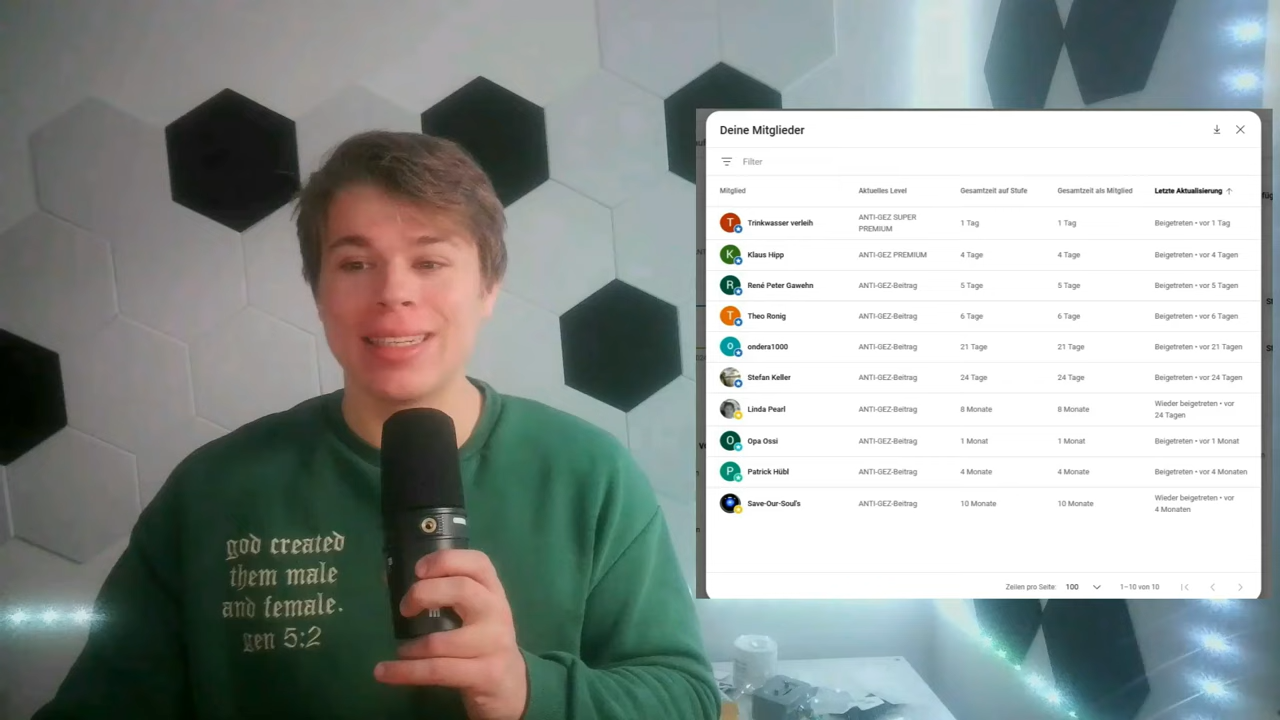 god created
them male
and female.
gen 5:2
Deine Mitglieder
Filter
Mitglied Aktuelles Level Gesamtzeit auf Stufe Gesamtzeit als Mitglied Letzte Aktualisierung ↑
T Trinkwasser verleih ANTI-GEZ SUPER PREMIUM 1 Tag 1 Tag Beigetreten • vor 1 Tag
K Klaus Hipp ANTI-GEZ PREMIUM 4 Tage 4 Tage Beigetreten • vor 4 Tagen
R René Peter Gawehn ANTI-GEZ-Beitrag 5 Tage 5 Tage Beigetreten • vor 5 Tagen
T Theo Ronig ANTI-GEZ-Beitrag 6 Tage 6 Tage Beigetreten • vor 6 Tagen
o ondera1000 ANTI-GEZ-Beitrag 21 Tage 21 Tage Beigetreten • vor 21 Tagen
Stefan Keller ANTI-GEZ-Beitrag 24 Tage 24 Tage Beigetreten • vor 24 Tagen
Linda Pearl ANTI-GEZ-Beitrag 8 Monate 8 Monate Wieder beigetreten • vor 24 Tagen
O Opa Ossi ANTI-GEZ-Beitrag 1 Monat 1 Monat Beigetreten • vor 1 Monat
P Patrick Hübl ANTI-GEZ-Beitrag 4 Monate 4 Monate Beigetreten • vor 4 Monaten
Save-Our-Soul's ANTI-GEZ-Beitrag 10 Monate 10 Monate Wieder beigetreten • vor 4 Monaten
Zeilen pro Seite: 100 1–10 von 10